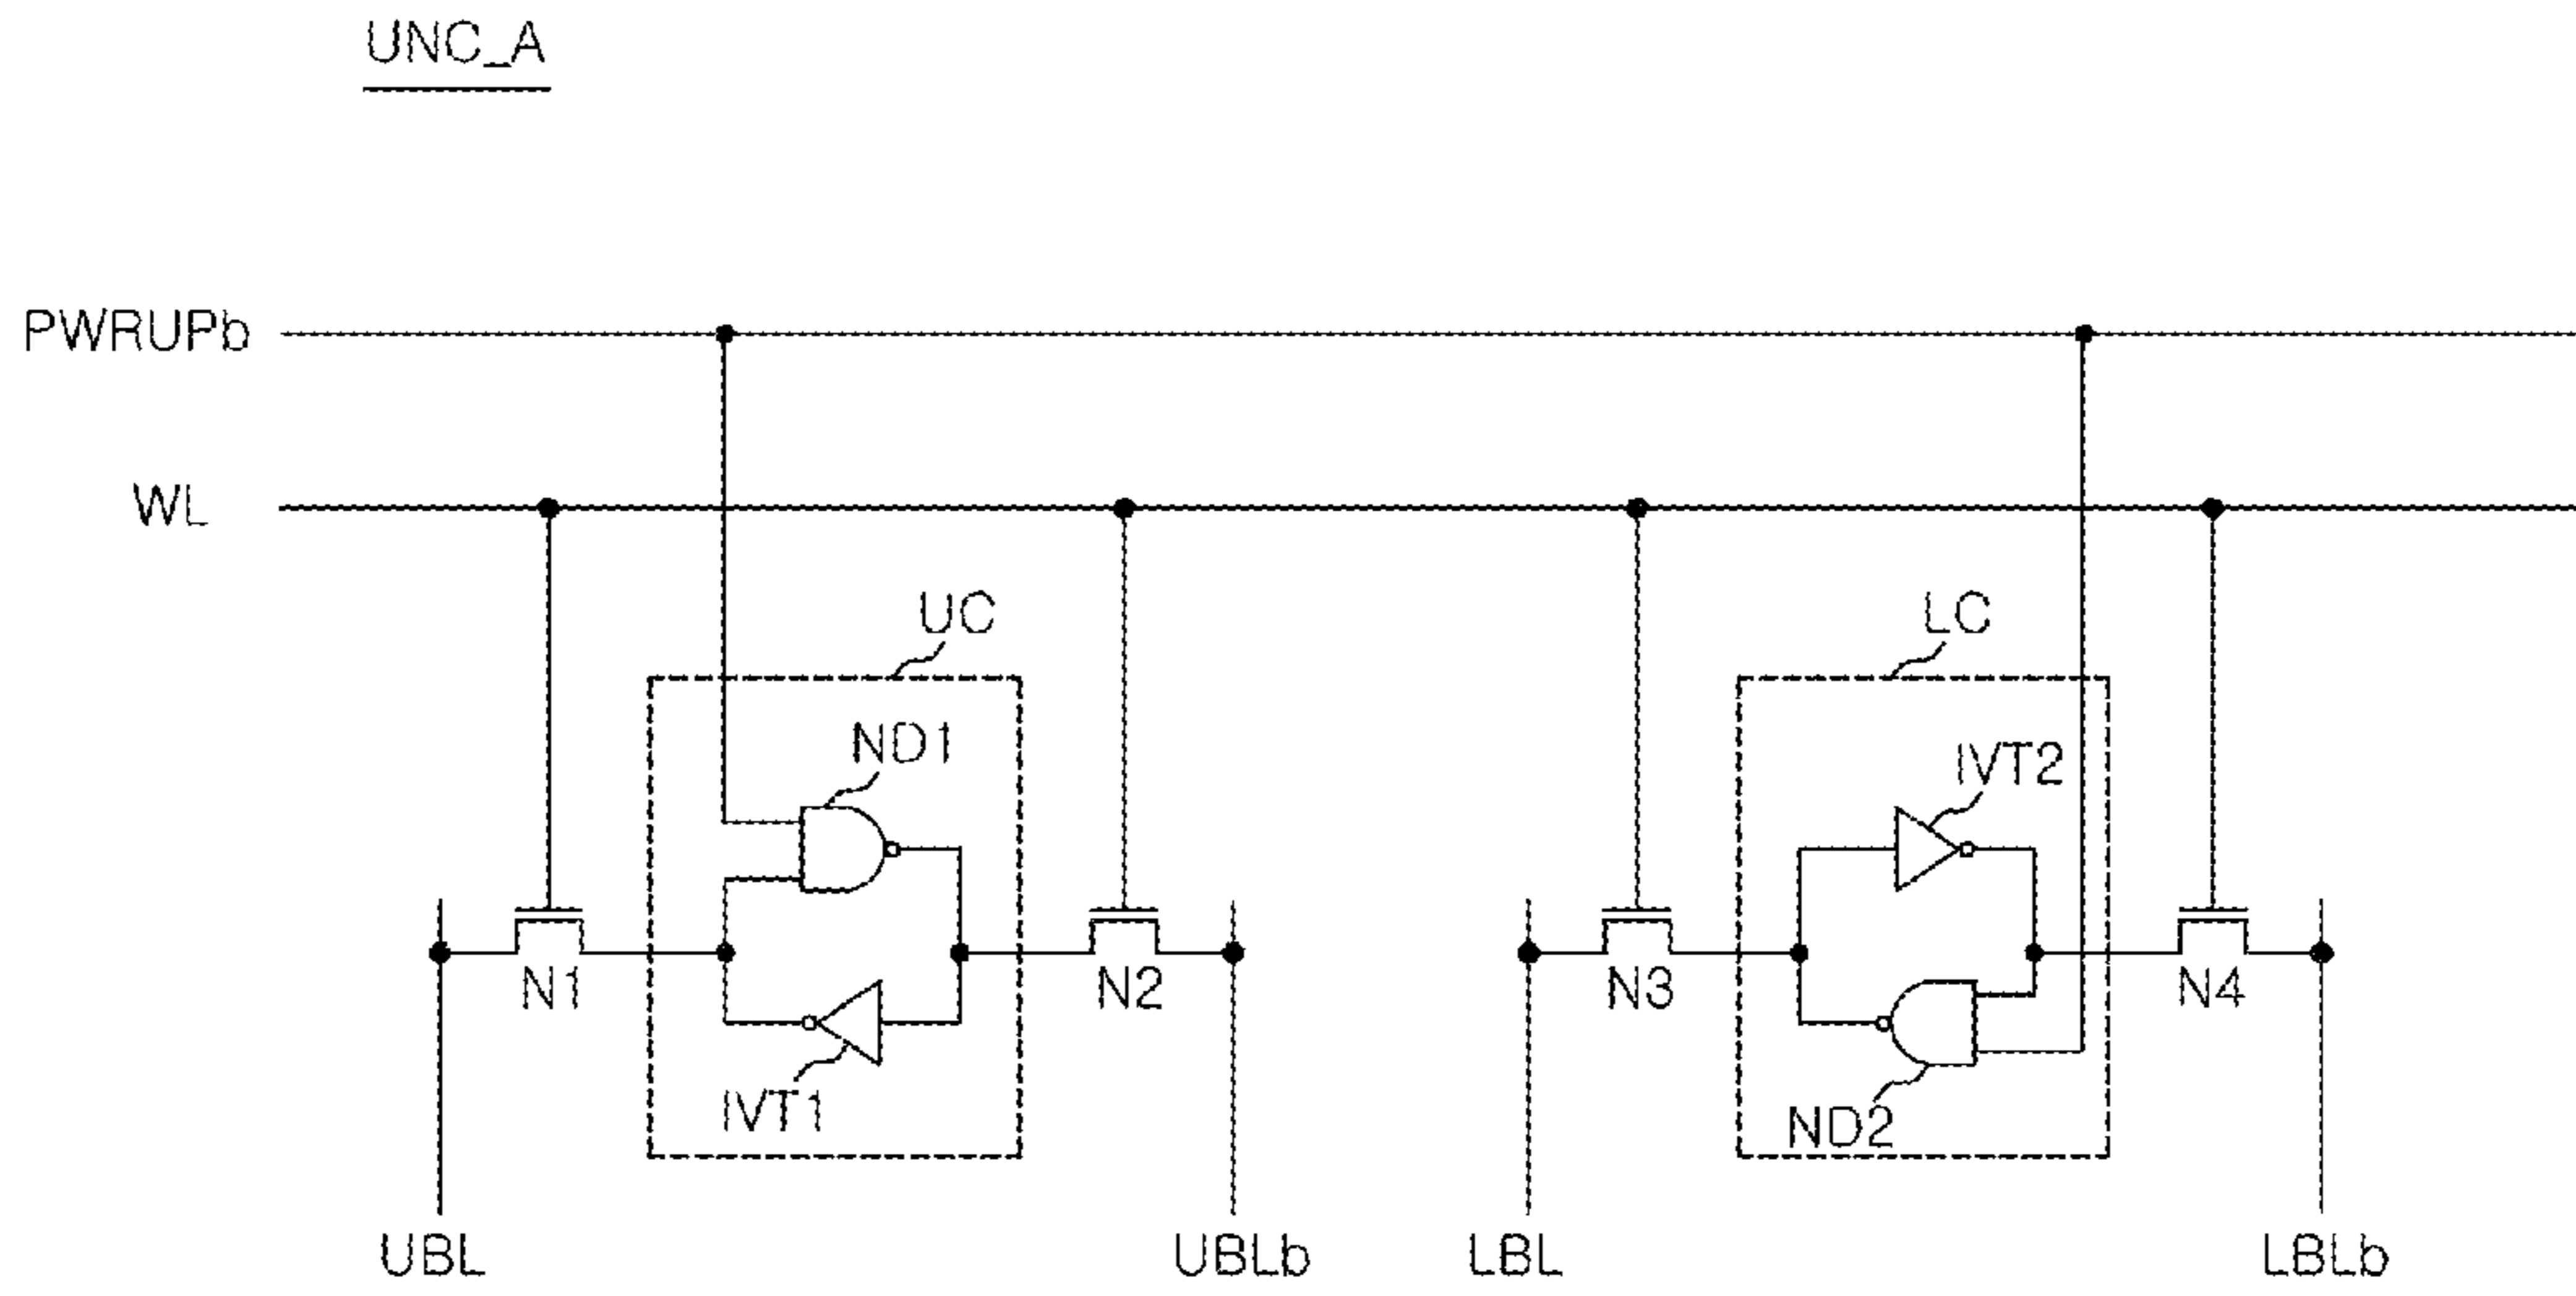 UNC_A
PWRUPb
WL
UC
LC
ND1
IVT2
N1
N2
N3
N4
IVT1
ND2
UBL
UBLb
LBL
LBLb